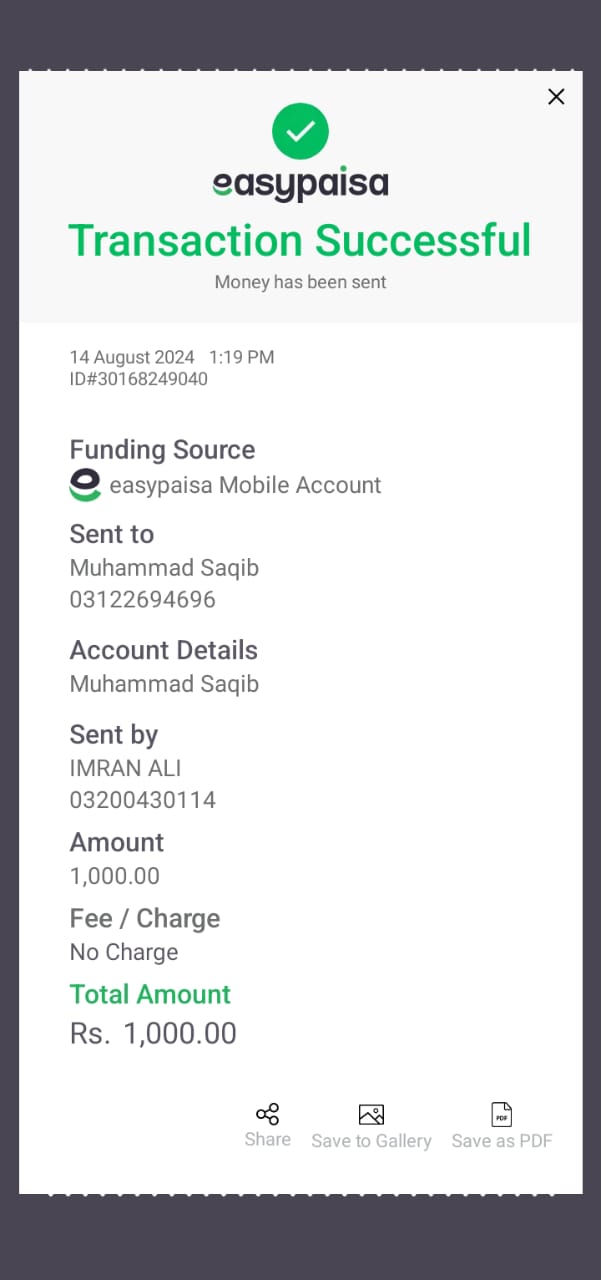 easypaisa
Transaction Successful
Money has been sent
14 August 2024 1:19 PM
ID#30168249040
Funding Source
easypaisa Mobile Account
Sent to
Muhammad Saqib
03122694696
Account Details
Muhammad Saqib
Sent by
IMRAN ALI
03200430114
Amount
1,000.00
Fee / Charge
No Charge
Total Amount
Rs. 1,000.00
PDF
Share Save to Gallery Save as PDF